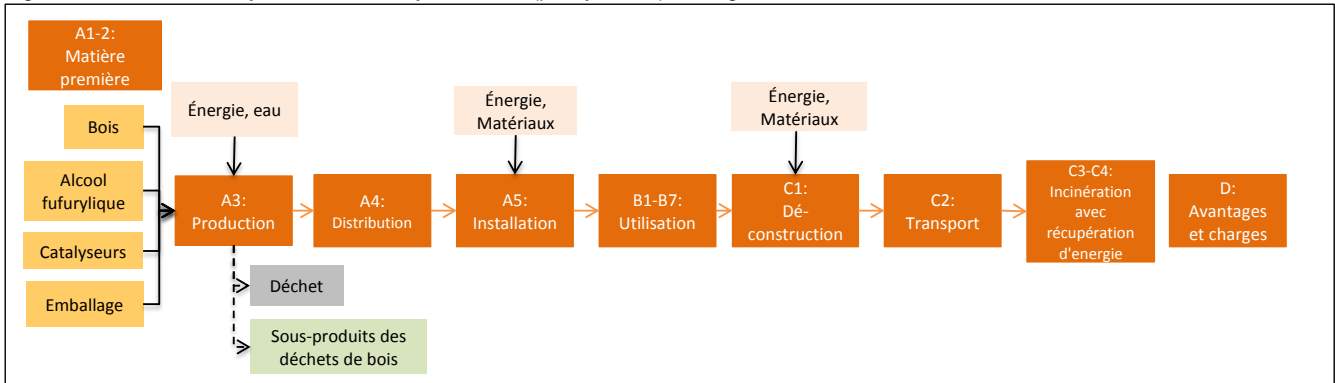 A1-2:
Matière
première
Bois
Alcool
fufurylique
Catalyseurs
Emballage
Énergie, eau
A3:
Production
Déchet
Sous-produits des
déchets de bois
A4:
Distribution
Énergie,
Matériaux
A5:
Installation
B1-B7:
Utilisation
Énergie,
Matériaux
C1:
Dé-
construction
C2:
Transport
C3-C4:
Incinération
avec
récupération
d'energie
D:
Avantages
et charges